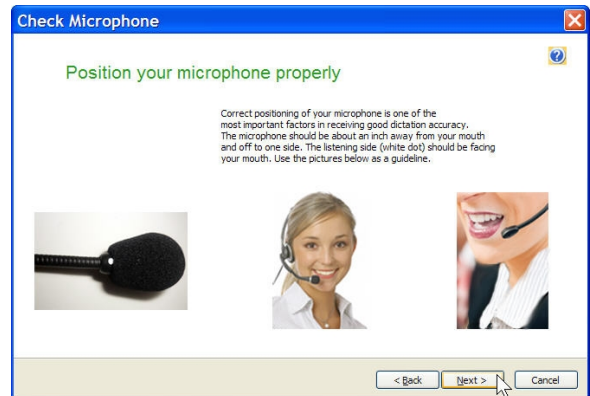 Check Microphone
?
Position your microphone properly
Correct positioning of your microphone is one of the
most important factors in receiving good dictation accuracy.
The microphone should be about an inch away from your mouth
and off to one side. The listening side (white dot) should be facing
your mouth. Use the pictures below as a guideline.
< Back Next > Cancel